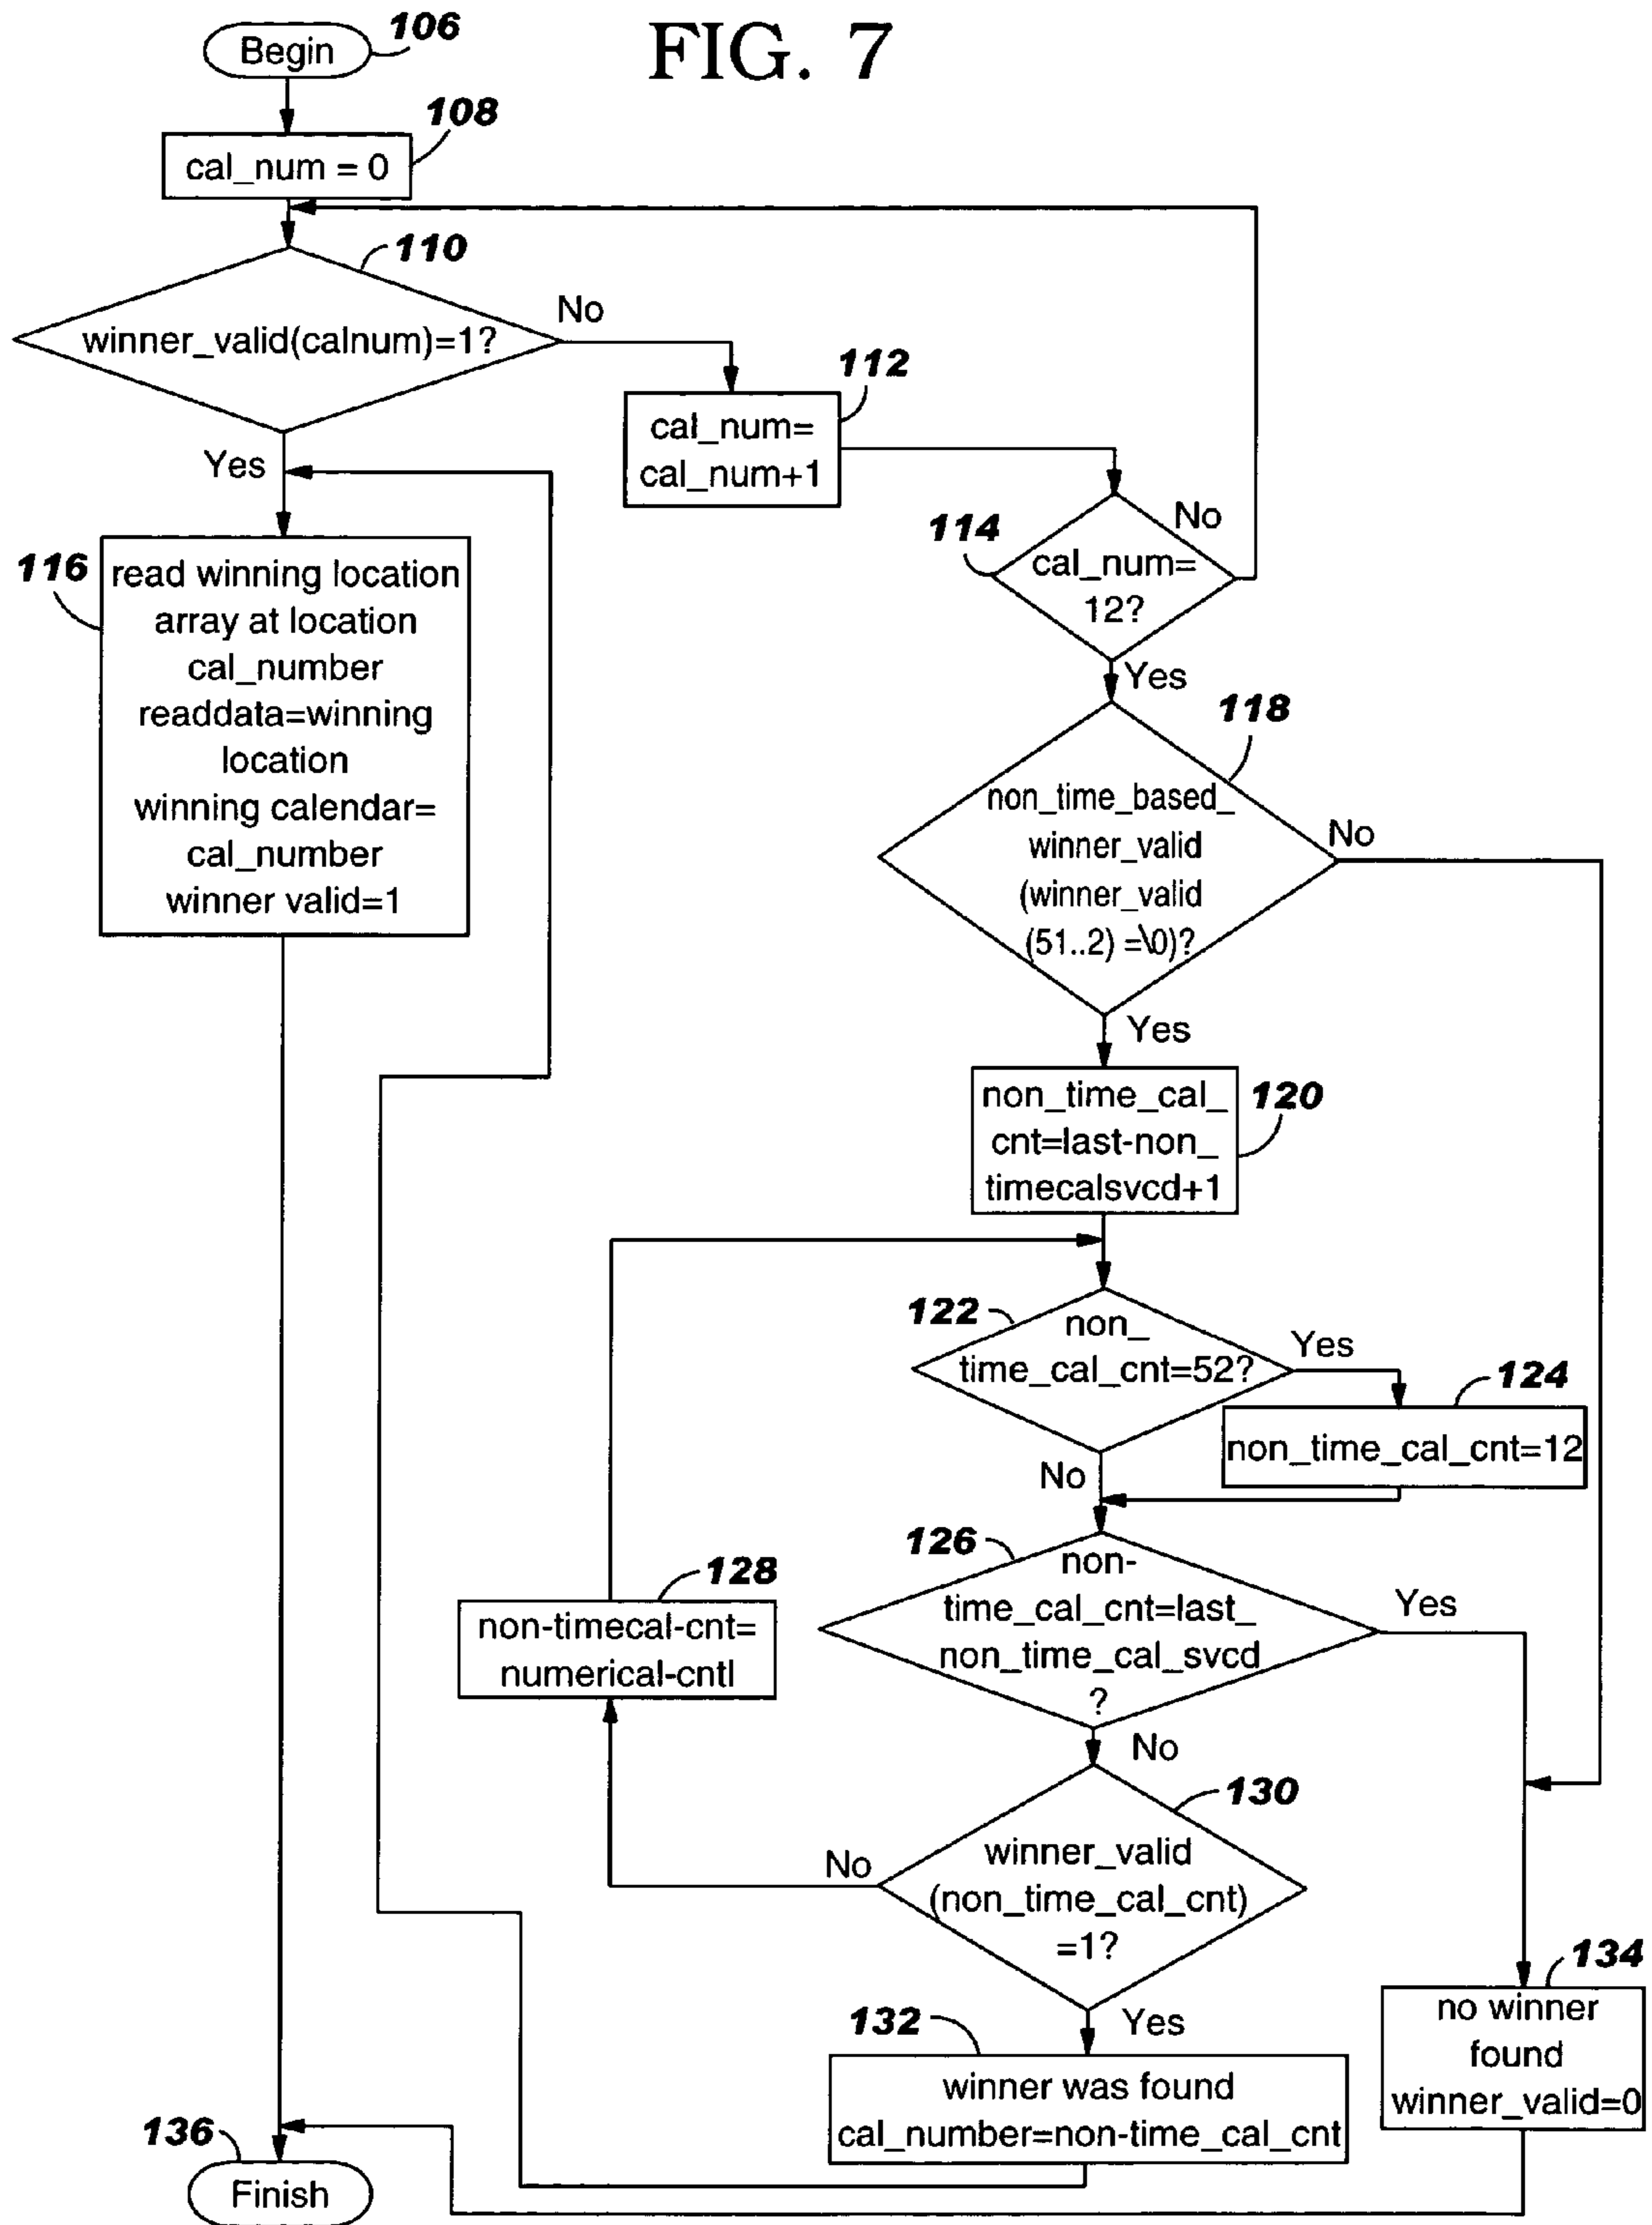 FIG. 7
Begin
106
108
cal_num = 0
110
winner_valid(calnum)=1?
No
Yes
112
cal_num=
cal_num+1
114
cal_num=
12?
No
Yes
116
read winning location
array at location
cal_number
readdata=winning
location
winning calendar=
cal_number
winner valid=1
118
non_time_based_
winner_valid
(winner_valid
(51..2) =\0)?
No
Yes
120
non_time_cal_
cnt=last-non_
timecalsvcd+1
122
non_
time_cal_cnt=52?
Yes
No
124
non_time_cal_cnt=12
126
non-
time_cal_cnt=last_
non_time_cal_svcd
?
Yes
No
128
non-timecal-cnt=
numerical-cntl
130
winner_valid
(non_time_cal_cnt)
=1?
No
Yes
132
winner was found
cal_number=non-time_cal_cnt
134
no winner
found
winner_valid=0
136
Finish